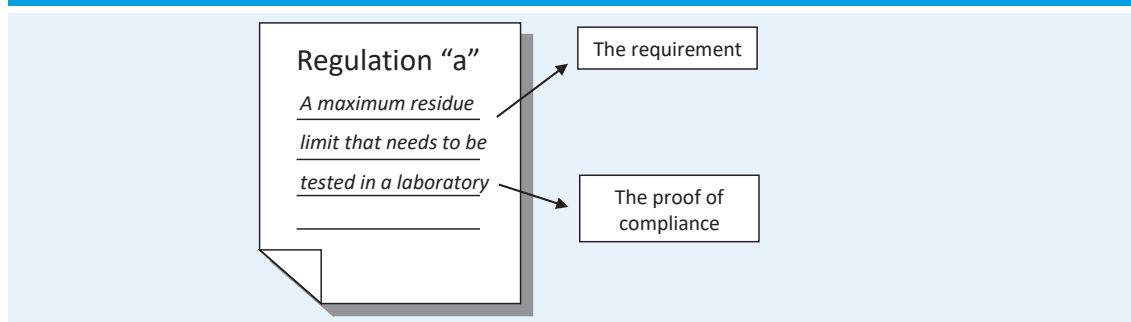 Regulation “a”
A maximum residue
limit that needs to be
tested in a laboratory
The requirement
The proof of
compliance